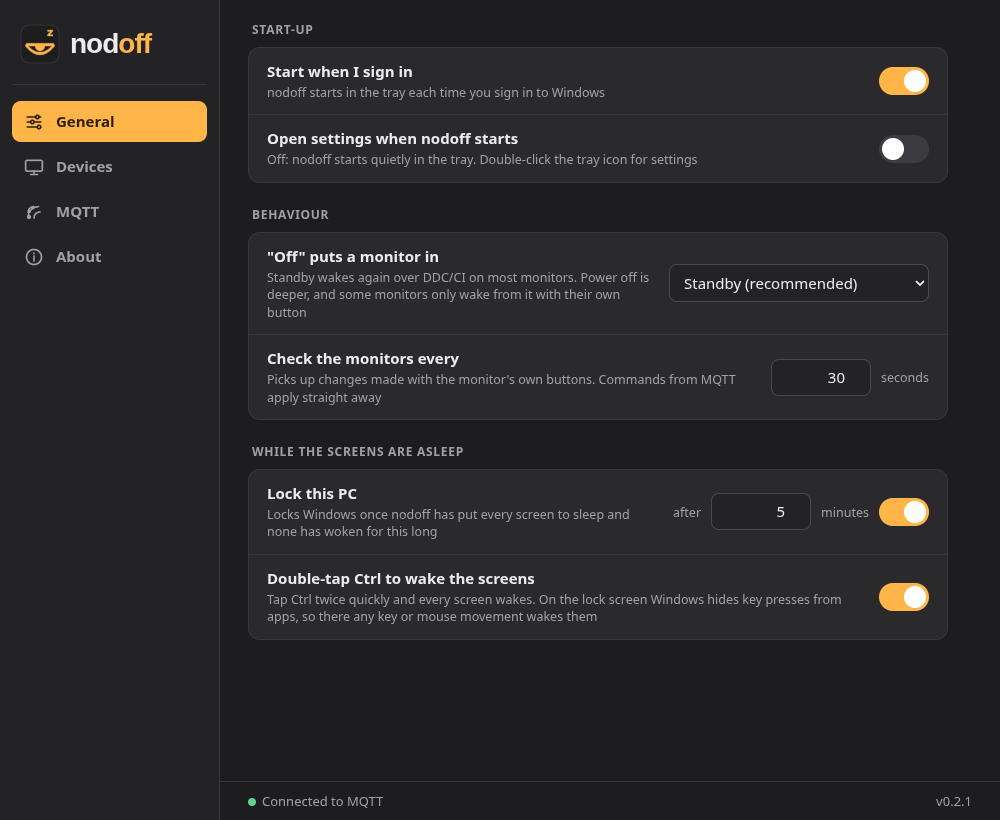 nodoff
General
Devices
MQTT
About
START-UP
Start when I sign in
nodoff starts in the tray each time you sign in to Windows
Open settings when nodoff starts
Off: nodoff starts quietly in the tray. Double-click the tray icon for settings
BEHAVIOUR
"Off" puts a monitor in
Standby wakes again over DDC/CI on most monitors. Power off is
deeper, and some monitors only wake from it with their own
button
Standby (recommended)
Check the monitors every
Picks up changes made with the monitor's own buttons. Commands from MQTT
apply straight away
30 seconds
WHILE THE SCREENS ARE ASLEEP
Lock this PC
Locks Windows once nodoff has put every screen to sleep and
none has woken for this long
after 5 minutes
Double-tap Ctrl to wake the screens
Tap Ctrl twice quickly and every screen wakes. On the lock screen Windows hides key presses from
apps, so there any key or mouse movement wakes them
Connected to MQTT
v0.2.1